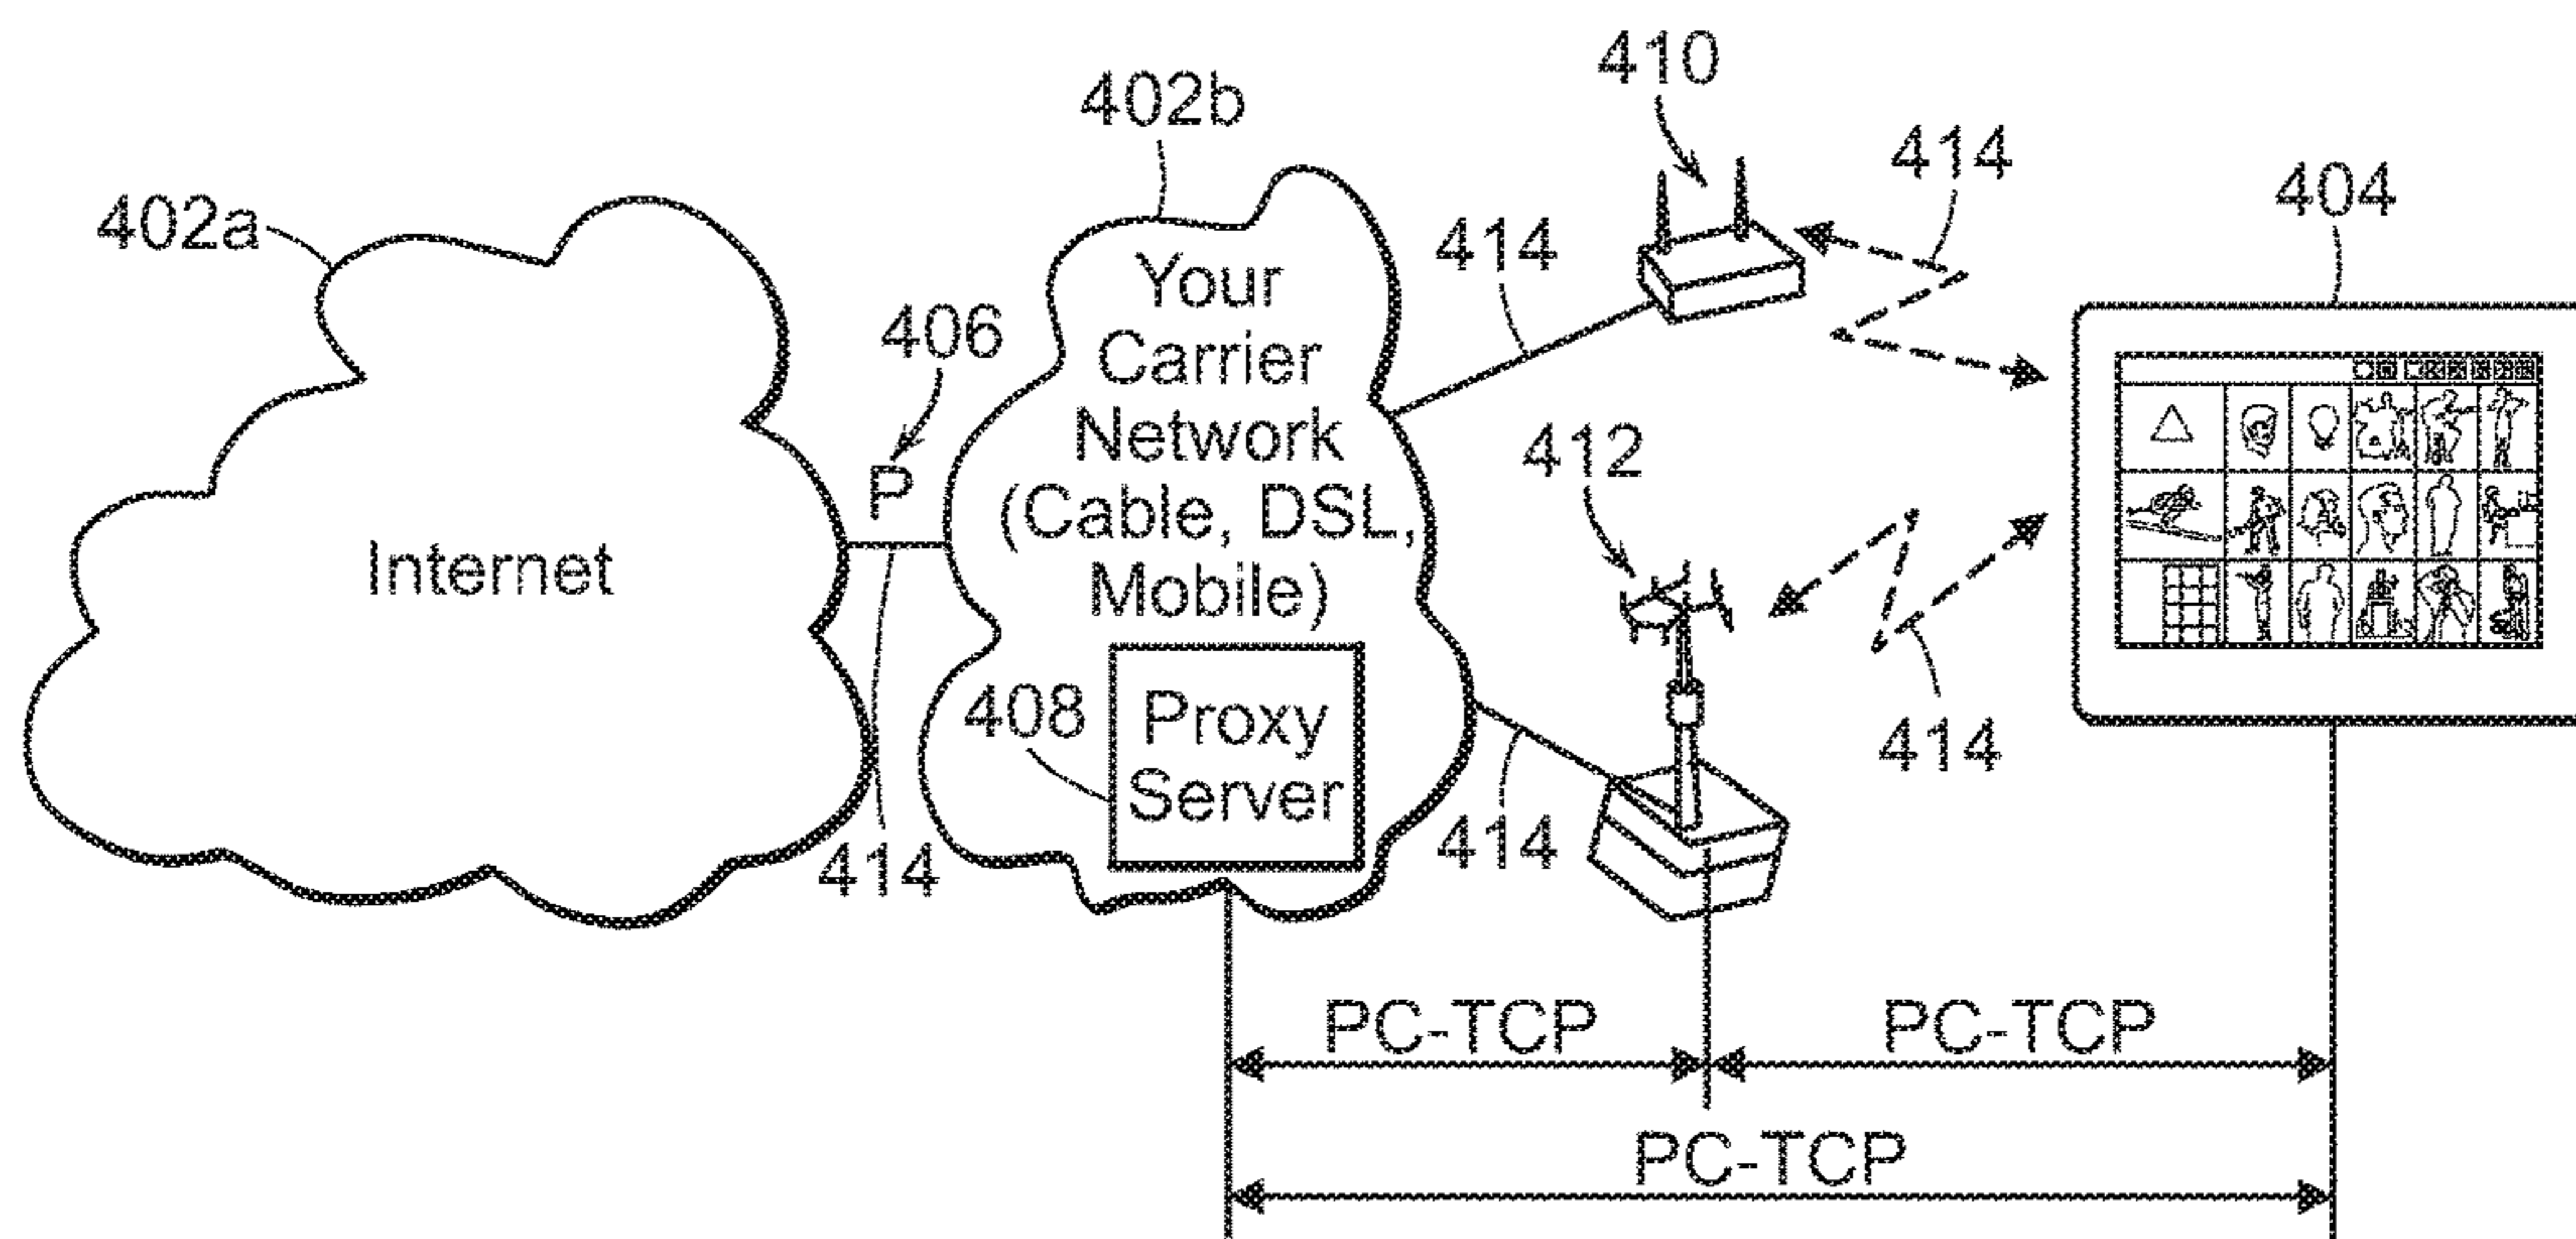 410
402b
414
404
402a
414
406
P
Your
Carrier
Network
(Cable, DSL,
Mobile)
412
Internet
408
Proxy
Server
414
414
414
PC-TCP
PC-TCP
PC-TCP